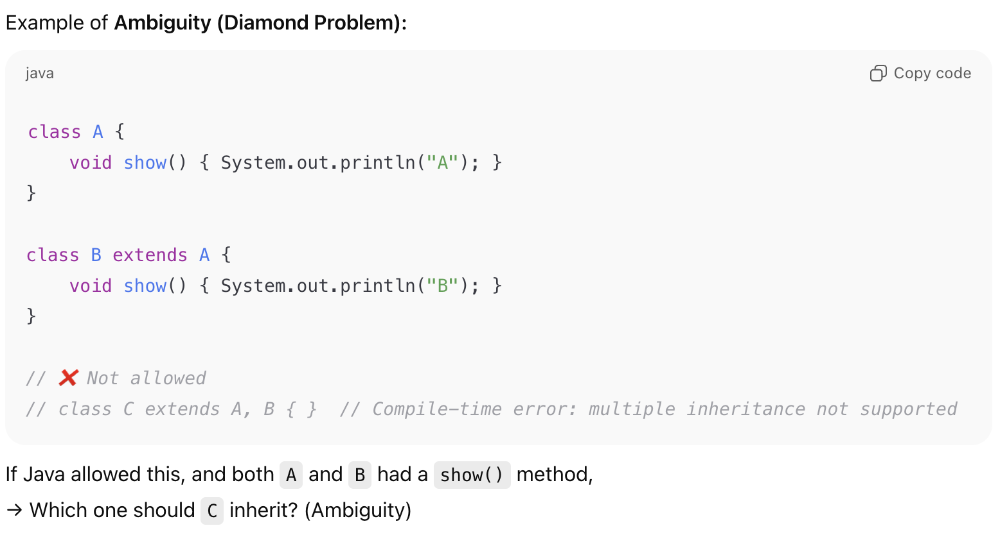 Example of Ambiguity (Diamond Problem):
java
Copy code
class A {
    void show() { System.out.println("A"); }
}
class B extends A {
    void show() { System.out.println("B"); }
}
// ❌ Not allowed
// class C extends A, B { }  // Compile-time error: multiple inheritance not supported
If Java allowed this, and both A and B had a show() method,
→ Which one should C inherit? (Ambiguity)